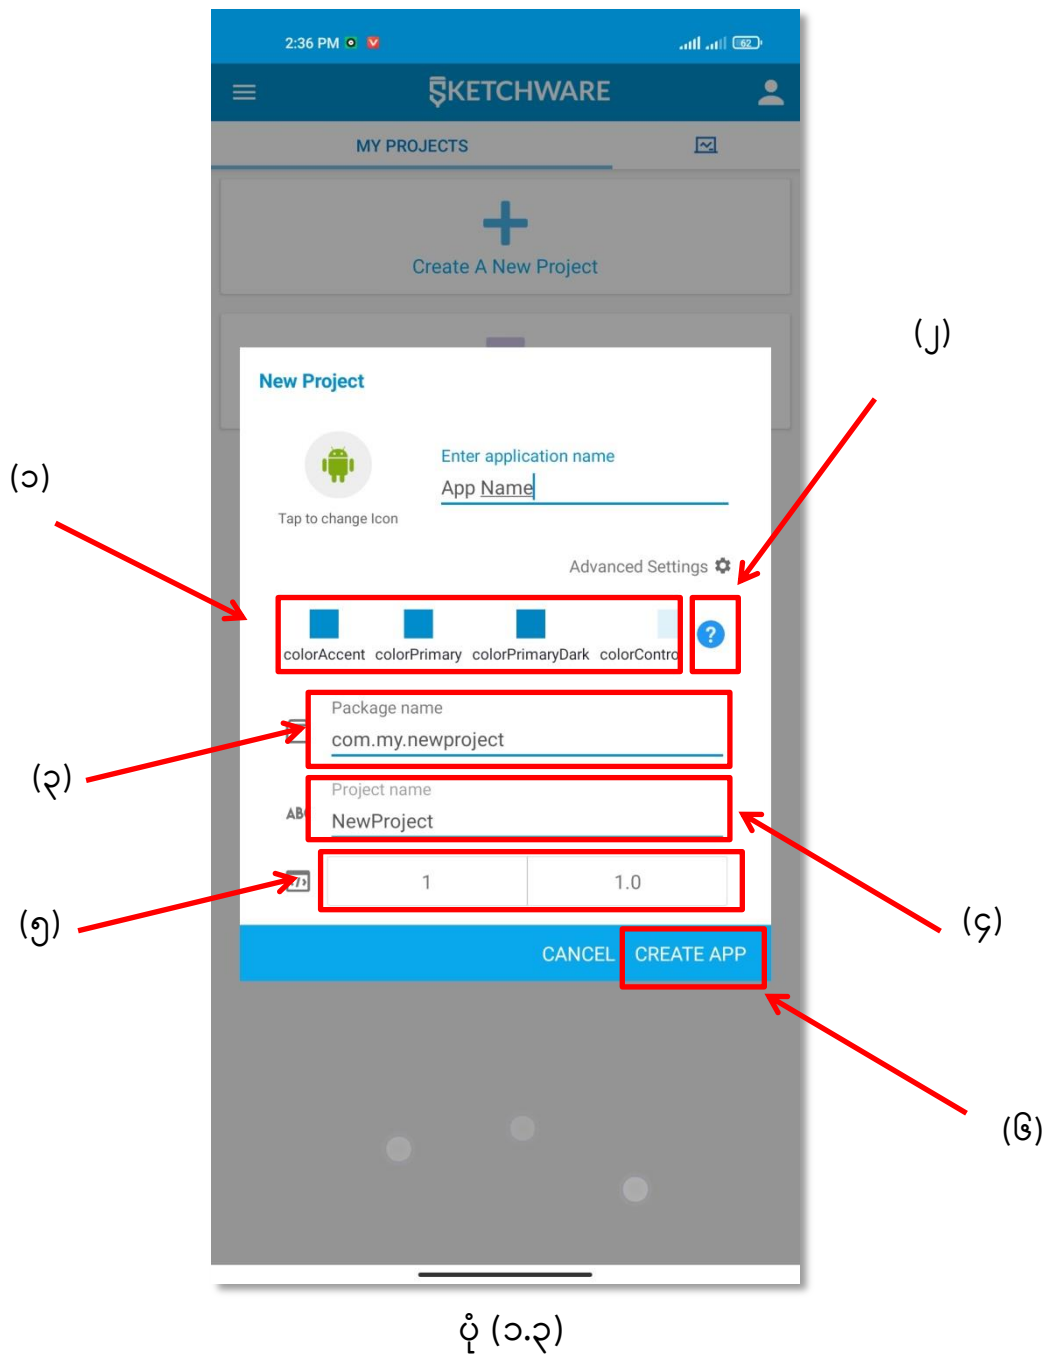 2:36 PM 62
SKETCHWARE
MY PROJECTS
Create A New Project
(၂)
New Project
Enter application name
App Name
(၁)
Tap to change Icon
Advanced Settings
?
colorAccent colorPrimary colorPrimaryDark colorContro
Package name
com.my.newproject
(၃)
Project name
AB
NewProject
1 1.0
(၅)
(၄)
CANCEL CREATE APP
(၆)
ပုံ (၁.၃)